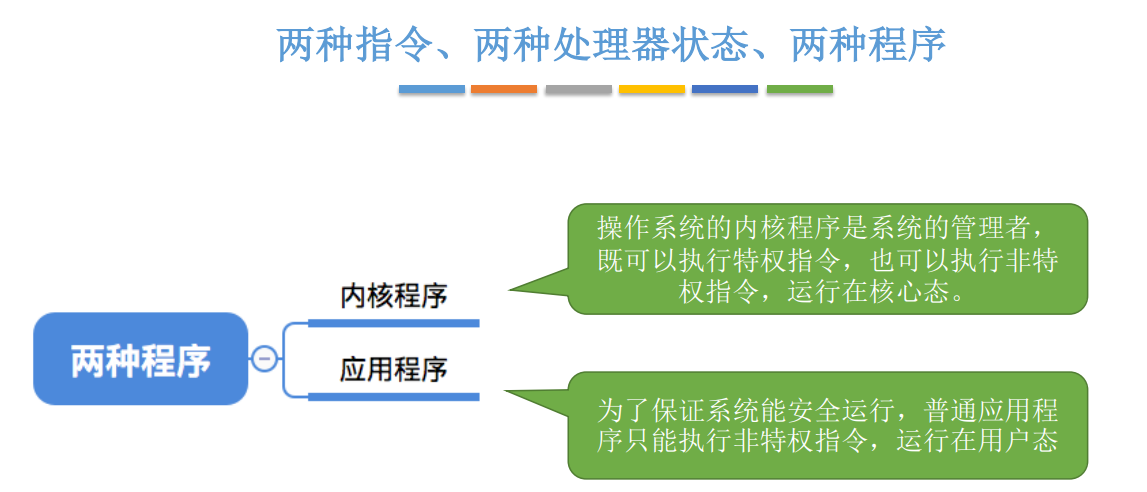 两种指令、两种处理器状态、两种程序
操作系统的内核程序是系统的管理者，
既可以执行特权指令，也可以执行非特
权指令，运行在核心态。
内核程序
两种程序
应用程序
为了保证系统能安全运行，普通应用程
序只能执行非特权指令，运行在用户态